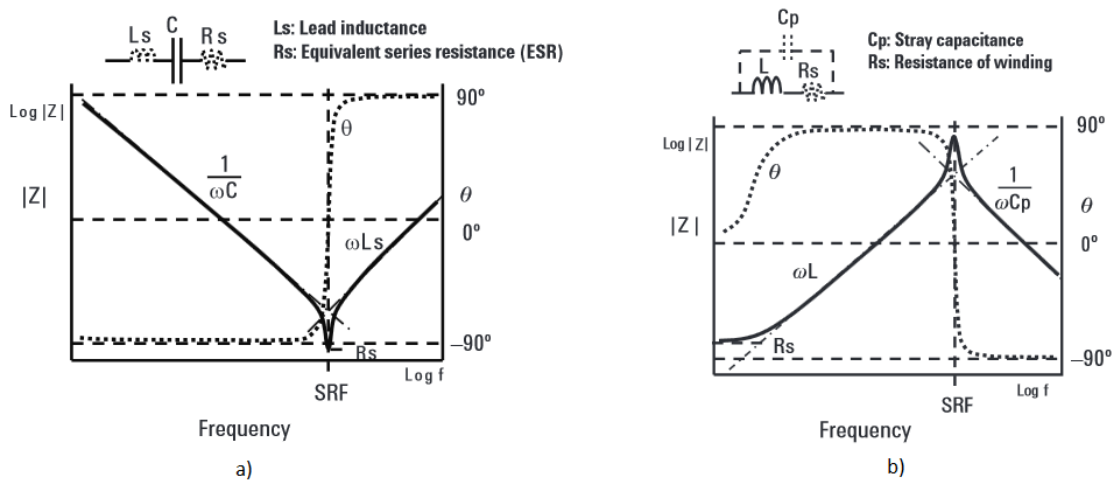 C
Ls
Rs
Ls: Lead inductance
Rs: Equivalent series resistance (ESR)
Log |Z|
90º
θ
1
ωC
|Z|
θ
0º
ωLs
Rs
–90º
Log f
SRF
Frequency
a)
Cp
L
Rs
Cp: Stray capacitance
Rs: Resistance of winding
Log |Z|
90º
θ
1
ωCp
|Z|
θ
0º
ωL
Rs
–90º
Log f
SRF
Frequency
b)